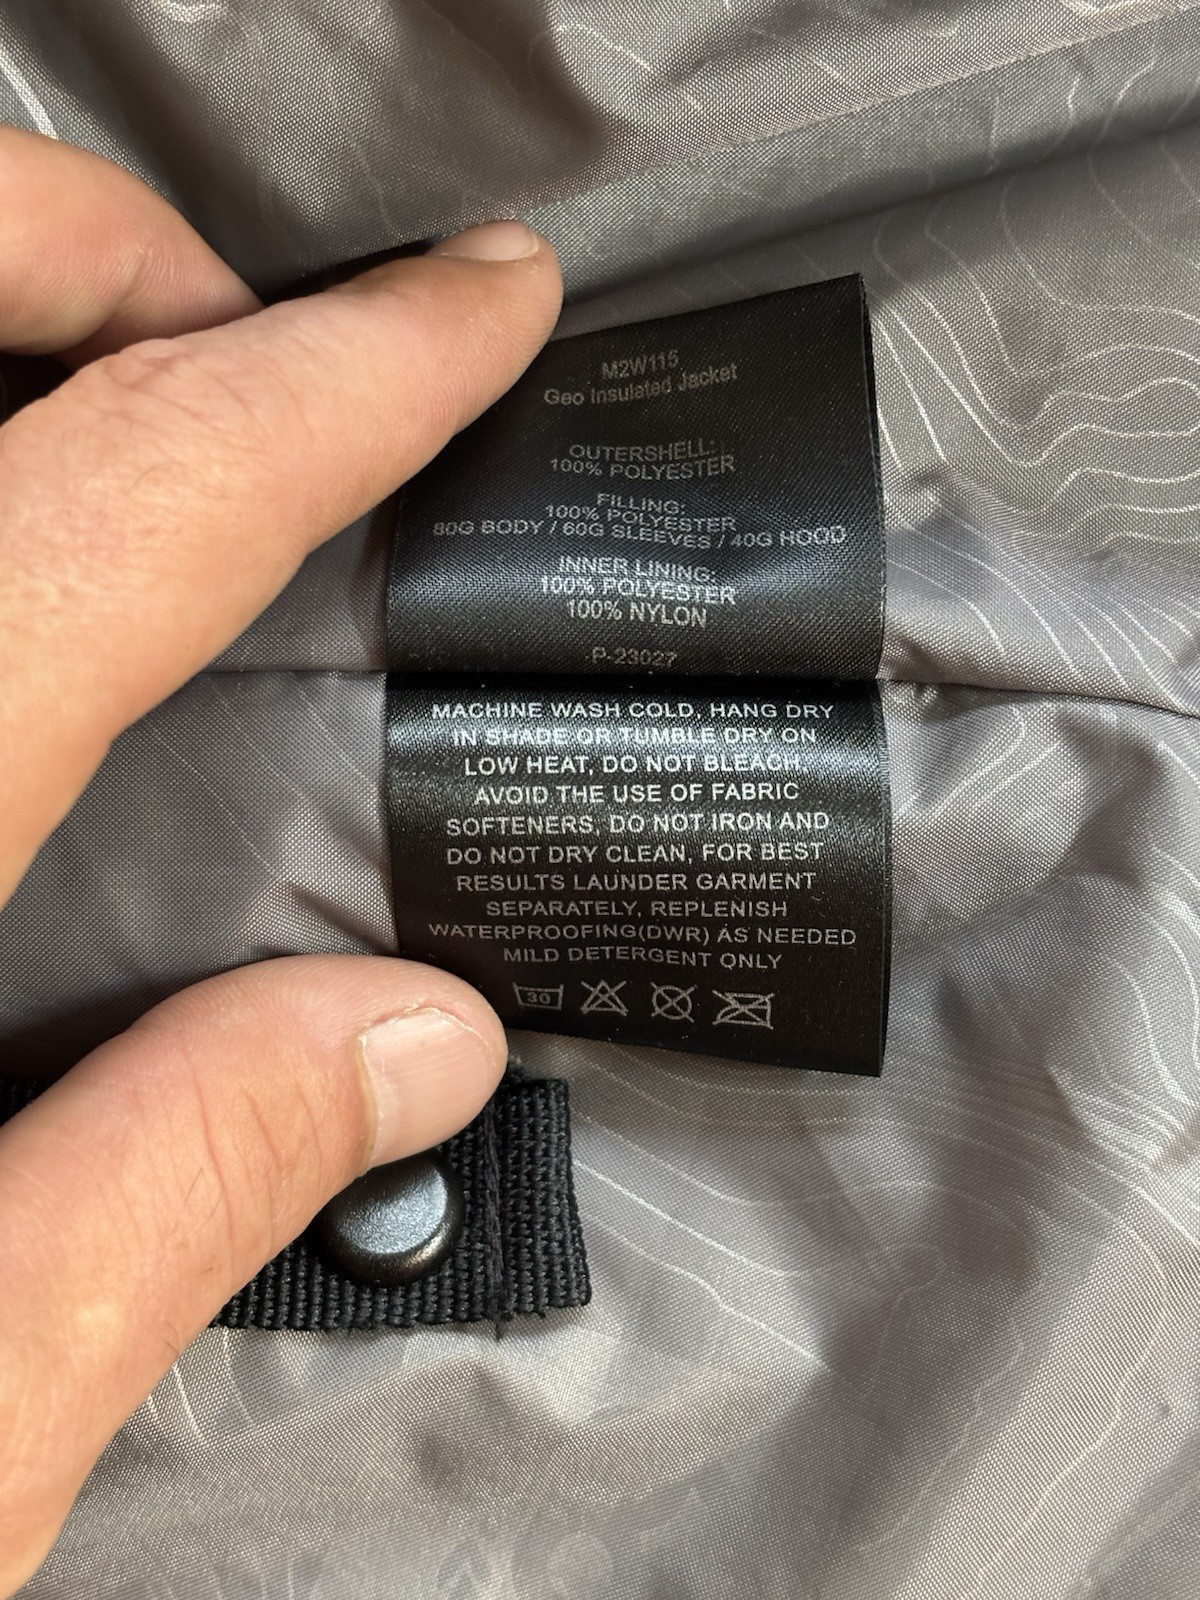 M2W115
Geo Insulated Jacket
OUTERSHELL:
100% POLYESTER
FILLING:
100% POLYESTER
80G BODY / 60G SLEEVES / 40G HOOD
INNER LINING:
100% POLYESTER
100% NYLON
P-23027
MACHINE WASH COLD, HANG DRY
IN SHADE OR TUMBLE DRY ON
LOW HEAT, DO NOT BLEACH,
AVOID THE USE OF FABRIC
SOFTENERS, DO NOT IRON AND
DO NOT DRY CLEAN, FOR BEST
RESULTS LAUNDER GARMENT
SEPARATELY, REPLENISH
WATERPROOFING(DWR) AS NEEDED
MILD DETERGENT ONLY
30